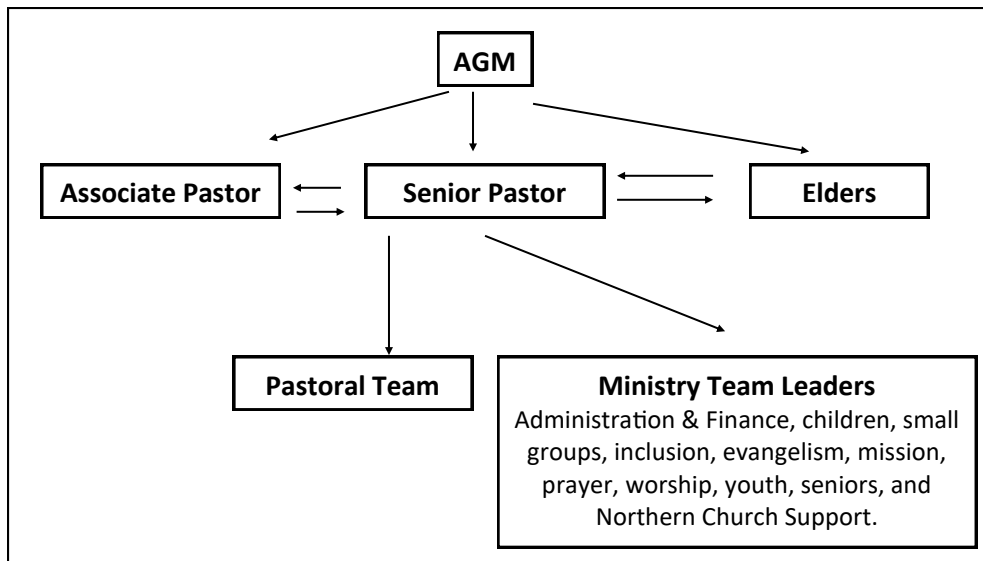 AGM
Associate Pastor
Senior Pastor
Elders
Pastoral Team
Ministry Team Leaders
Administration & Finance, children, small
groups, inclusion, evangelism, mission,
prayer, worship, youth, seniors, and
Northern Church Support.